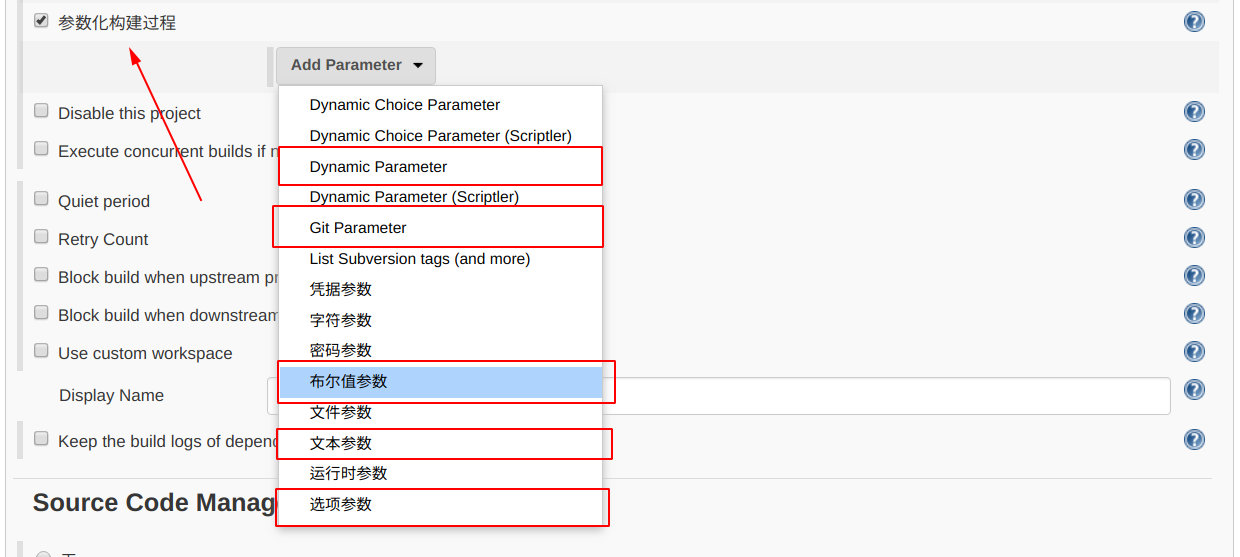 参数化构建过程
Add Parameter
Dynamic Choice Parameter
Dynamic Choice Parameter (Scriptler)
Dynamic Parameter
Dynamic Parameter (Scriptler)
Git Parameter
List Subversion tags (and more)
凭据参数
字符参数
密码参数
布尔值参数
文件参数
文本参数
运行时参数
选项参数
Disable this project
Execute concurrent builds if n
Quiet period
Retry Count
Block build when upstream pr
Block build when downstream
Use custom workspace
Display Name
Keep the build logs of depend
Source Code Manag